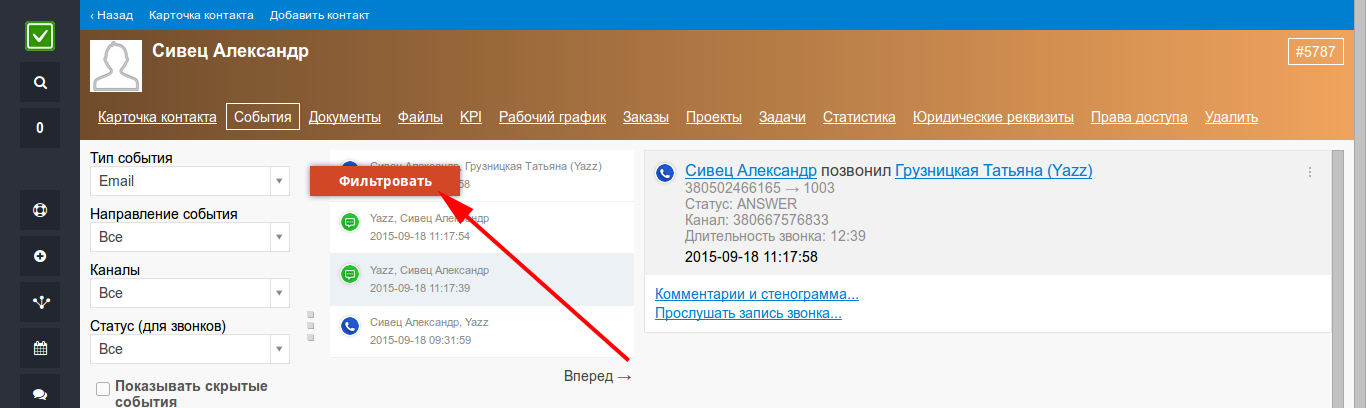 ‹ Назад Карточка контакта Добавить контакт
Сивец Александр
#5787
0
Карточка контакта События Документы Файлы KPI Рабочий график Заказы Проекты Задачи Статистика Юридические реквизиты Права доступа Удалить
Тип события
Email
Направление события
Все
Каналы
Все
Статус (для звонков)
Все
Показывать скрытые
события
Фильтровать
Сивец Александр, Грузницкая Татьяна (Yazz)
58
Yazz, Сивец Александр
2015-09-18 11:17:54
Yazz, Сивец Александр
2015-09-18 11:17:39
Сивец Александр, Yazz
2015-09-18 09:31:59
Вперед →
Сивец Александр позвонил Грузницкая Татьяна (Yazz)
380502466165 → 1003
Статус: ANSWER
Канал: 380667576833
Длительность звонка: 12:39
2015-09-18 11:17:58
Комментарии и стенограмма...
Прослушать запись звонка...